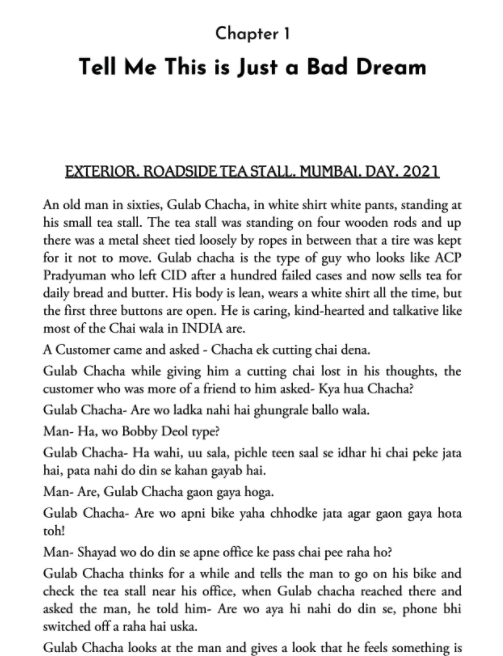 Chapter 1
Tell Me This is Just a Bad Dream
EXTERIOR. ROADSIDE TEA STALL. MUMBAI. DAY. 2021
An old man in sixties, Gulab Chacha, in white shirt white pants, standing at
his small tea stall. The tea stall was standing on four wooden rods and up
there was a metal sheet tied loosely by ropes in between that a tire was kept
for it not to move. Gulab chacha is the type of guy who looks like ACP
Pradyuman who left CID after a hundred failed cases and now sells tea for
daily bread and butter. His body is lean, wears a white shirt all the time, but
the first three buttons are open. He is caring, kind-hearted and talkative like
most of the Chai wala in INDIA are.
A Customer came and asked - Chacha ek cutting chai dena.
Gulab Chacha while giving him a cutting chai lost in his thoughts, the
customer who was more of a friend to him asked- Kya hua Chacha?
Gulab Chacha- Are wo ladka nahi hai ghungrale ballo wala.
Man- Ha, wo Bobby Deol type?
Gulab Chacha- Ha wahi, uu sala, pichle teen saal se idhar hi chai peke jata
hai, pata nahi do din se kahan gayab hai.
Man- Are, Gulab Chacha gaon gaya hoga.
Gulab Chacha- Are wo apni bike yaha chhodke jata agar gaon gaya hota
toh!
Man- Shayad wo do din se apne office ke pass chai pee raha ho?
Gulab Chacha thinks for a while and tells the man to go on his bike and
check the tea stall near his office, when Gulab chacha reached there and
asked the man, he told him- Are wo aya hi nahi do din se, phone bhi
switched off a raha hai uska.
Gulab Chacha looks at the man and gives a look that he feels something is